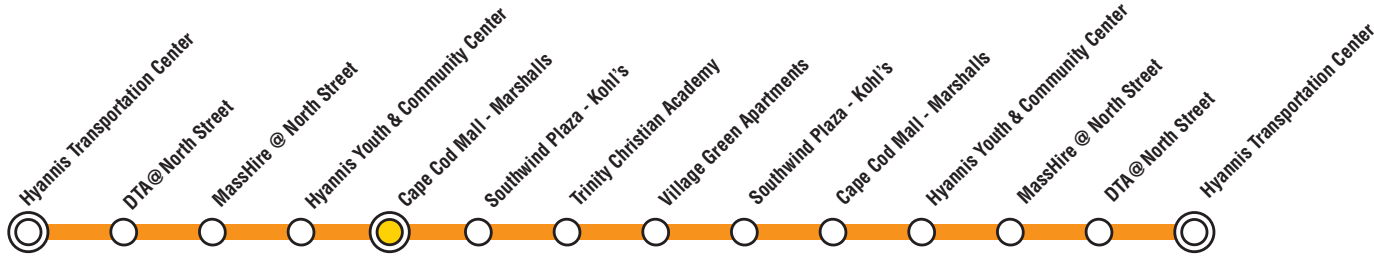 Hyannis Transportation Center
DTA@North Street
MassHire @ North Street
Hyannis Youth & Community Center
Cape Cod Mall - Marshalls
Southwind Plaza - Kohl's
Trinity Christian Academy
Village Green Apartments
Southwind Plaza - Kohl's
Cape Cod Mall - Marshalls
Hyannis Youth & Community Center
MassHire @ North Street
DTA@North Street
Hyannis Transportation Center